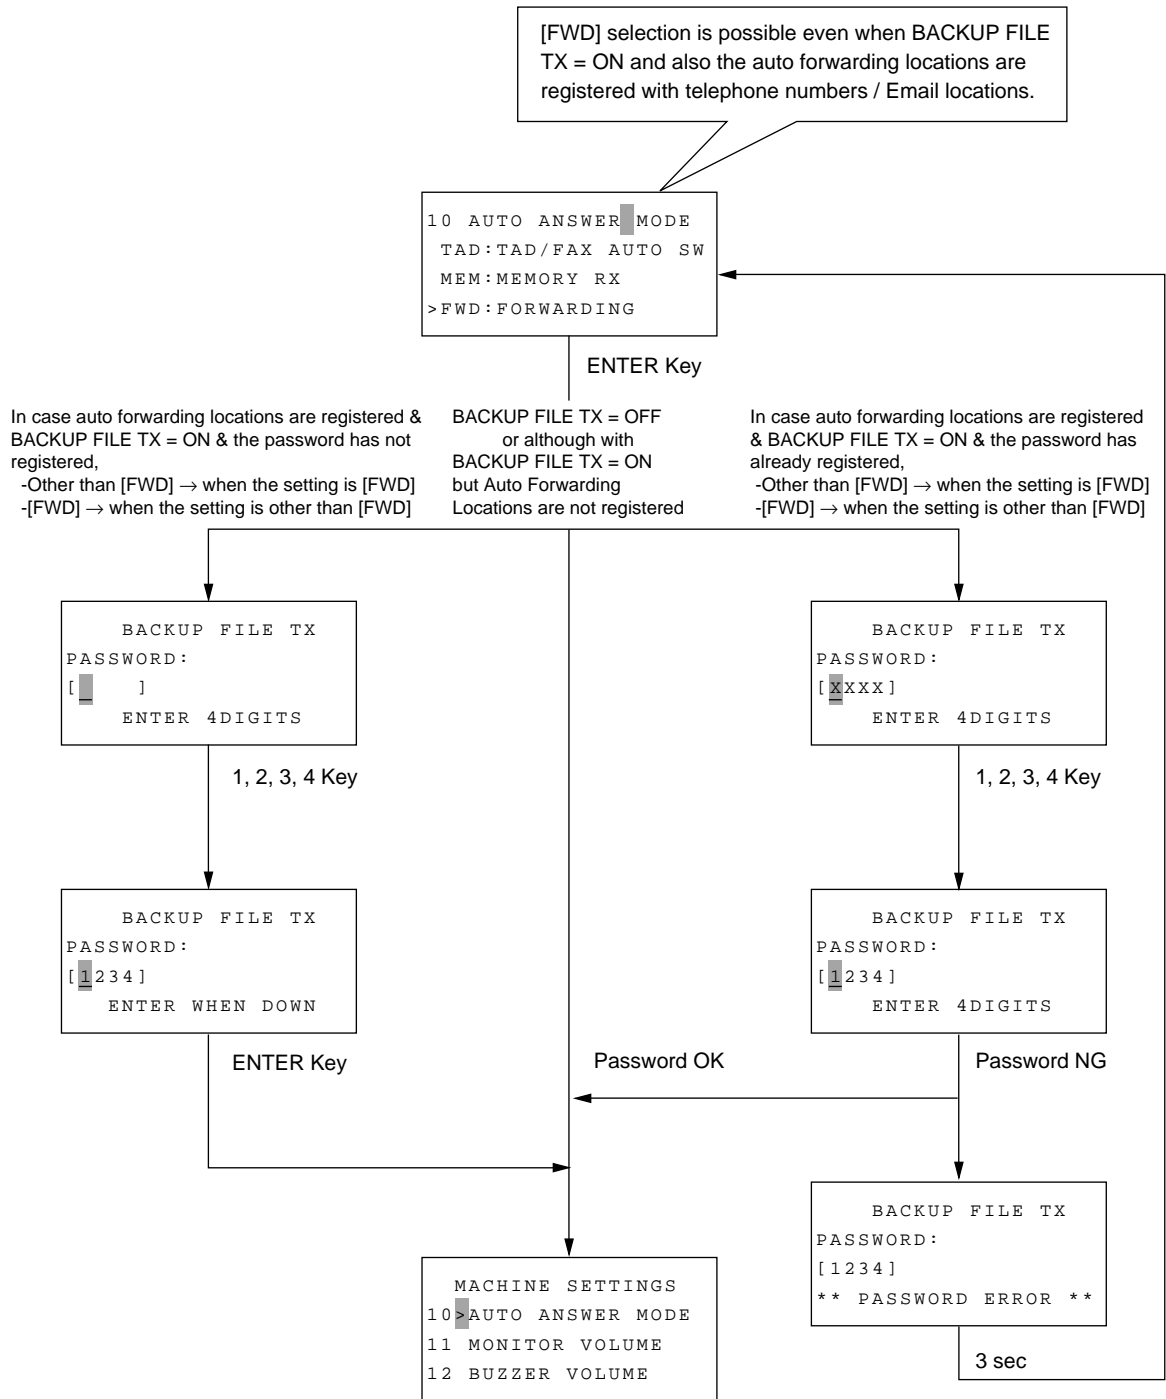 [FWD] selection is possible even when BACKUP FILE
TX = ON and also the auto forwarding locations are
registered with telephone numbers / Email locations.
10 AUTO ANSWER MODE
TAD:TAD/FAX AUTO SW
MEM:MEMORY RX
>FWD:FORWARDING
ENTER Key
In case auto forwarding locations are registered &
BACKUP FILE TX = ON & the password has not
registered,
-Other than [FWD] → when the setting is [FWD]
-[FWD] → when the setting is other than [FWD]
BACKUP FILE TX = OFF
or although with
BACKUP FILE TX = ON
but Auto Forwarding
Locations are not registered
In case auto forwarding locations are registered
& BACKUP FILE TX = ON & the password has
already registered,
-Other than [FWD] → when the setting is [FWD]
-[FWD] → when the setting is other than [FWD]
BACKUP FILE TX
PASSWORD:
[_   ]
ENTER 4DIGITS
BACKUP FILE TX
PASSWORD:
[XXXX]
ENTER 4DIGITS
1, 2, 3, 4 Key
1, 2, 3, 4 Key
BACKUP FILE TX
PASSWORD:
[1234]
ENTER WHEN DOWN
BACKUP FILE TX
PASSWORD:
[1234]
ENTER 4DIGITS
ENTER Key
Password OK
Password NG
BACKUP FILE TX
PASSWORD:
[1234]
** PASSWORD ERROR **
3 sec
MACHINE SETTINGS
10>AUTO ANSWER MODE
11 MONITOR VOLUME
12 BUZZER VOLUME